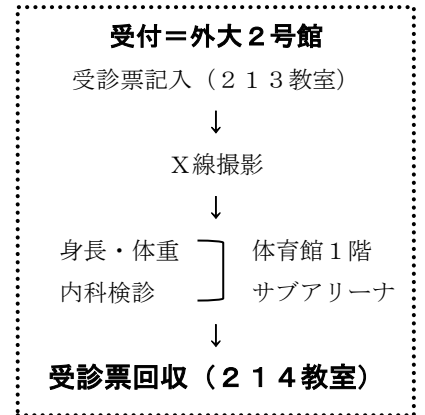 受付＝外大２号館
受診票記入（２１３教室）
↓
Ｘ線撮影
↓
身長・体重　体育館１階
内科検診　サブアリーナ
↓
受診票回収（２１４教室）